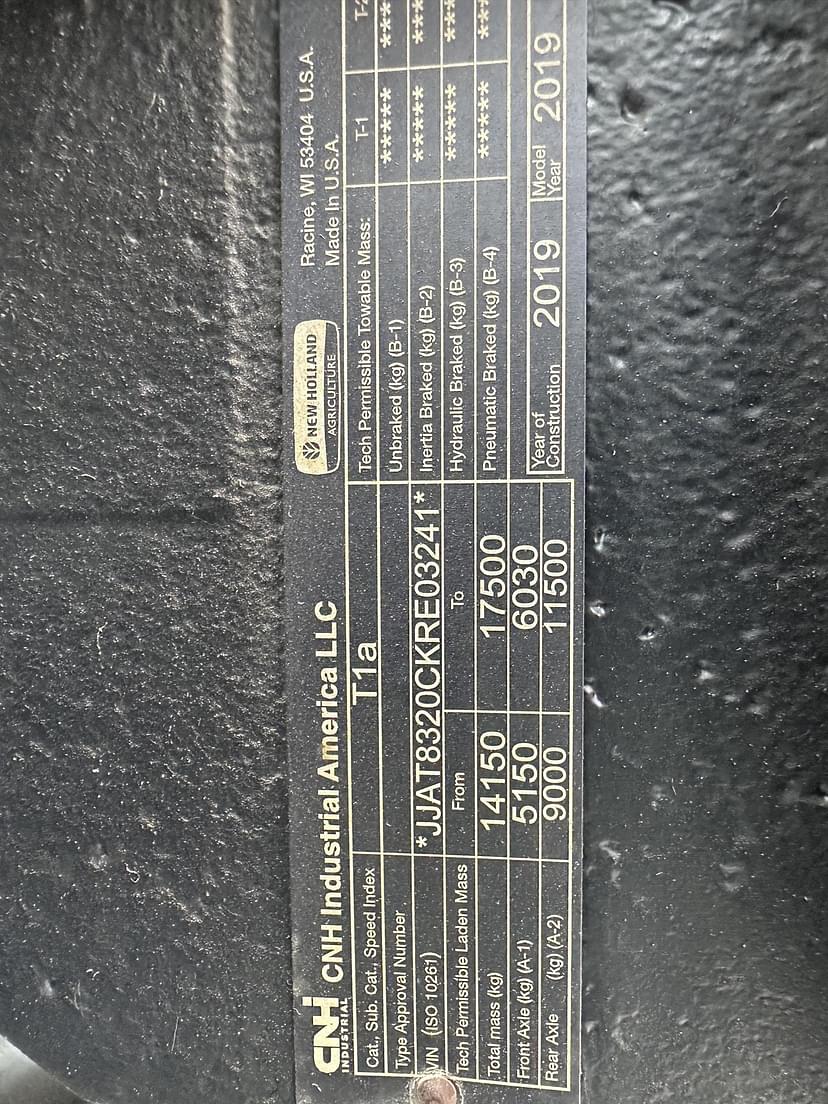 CNH INDUSTRIAL
CNH Industrial America LLC
NEW HOLLAND
AGRICULTURE
Racine, WI 53404 U.S.A.
Made In U.S.A.
Cat., Sub. Cat., Speed Index T1a
Type Approval Number
VIN (ISO 10261) *JJAT8320CKRE03241*
Tech Permissible Laden Mass From To
Total mass (kg) 14150 17500
Front Axle (kg) (A-1) 5150 6030
Rear Axle (kg) (A-2) 9000 11500
Tech Permissible Towable Mass: T-1 T-2
Unbraked (kg) (B-1) ***** ***
Inertia Braked (kg) (B-2) ***** ***
Hydraulic Braked (kg) (B-3) ***** ***
Pneumatic Braked (kg) (B-4) ***** ***
Year of Construction 2019 Model Year 2019